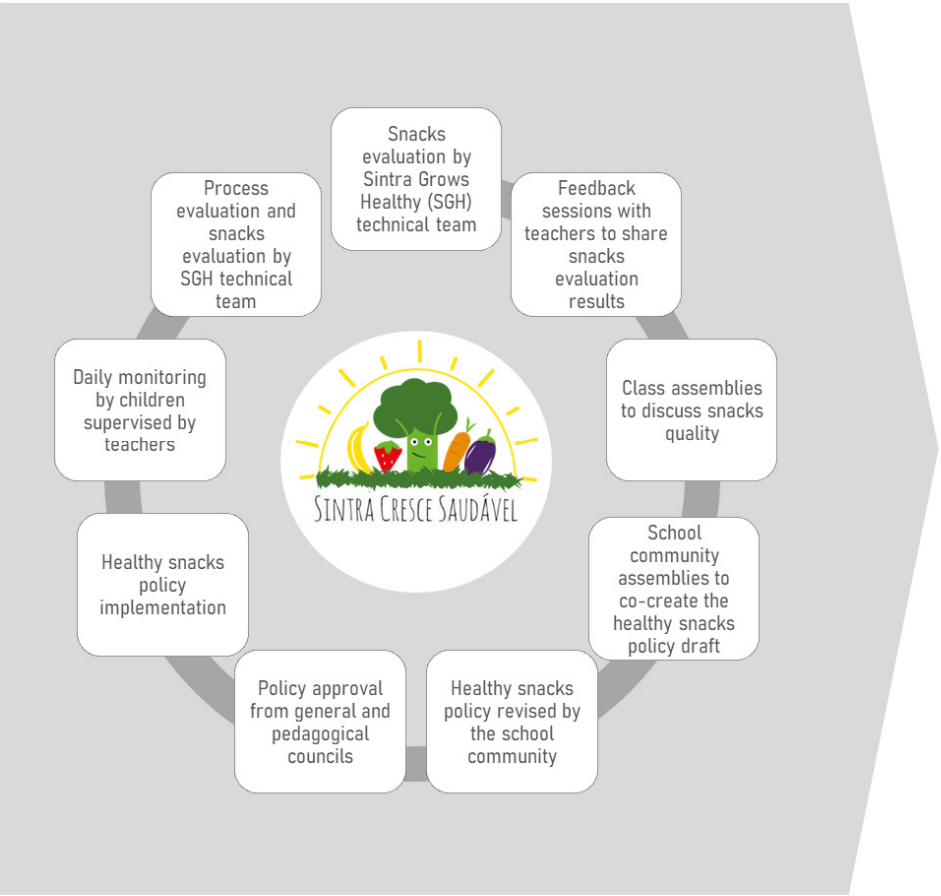 Snacks
evaluation by
Sintra Grows
Healthy (SGH)
technical team
Feedback
sessions with
teachers to share
snacks
evaluation
results
Class assemblies
to discuss snacks
quality
School
community
assemblies to
co-create the
healthy snacks
policy draft
Healthy snacks
policy revised by
the school
community
Policy approval
from general and
pedagogical
councils
Healthy snacks
policy
implementation
Daily monitoring
by children
supervised by
teachers
Process
evaluation and
snacks
evaluation by
SGH technical
team
SINTRA CRESCE SAUDÁVEL